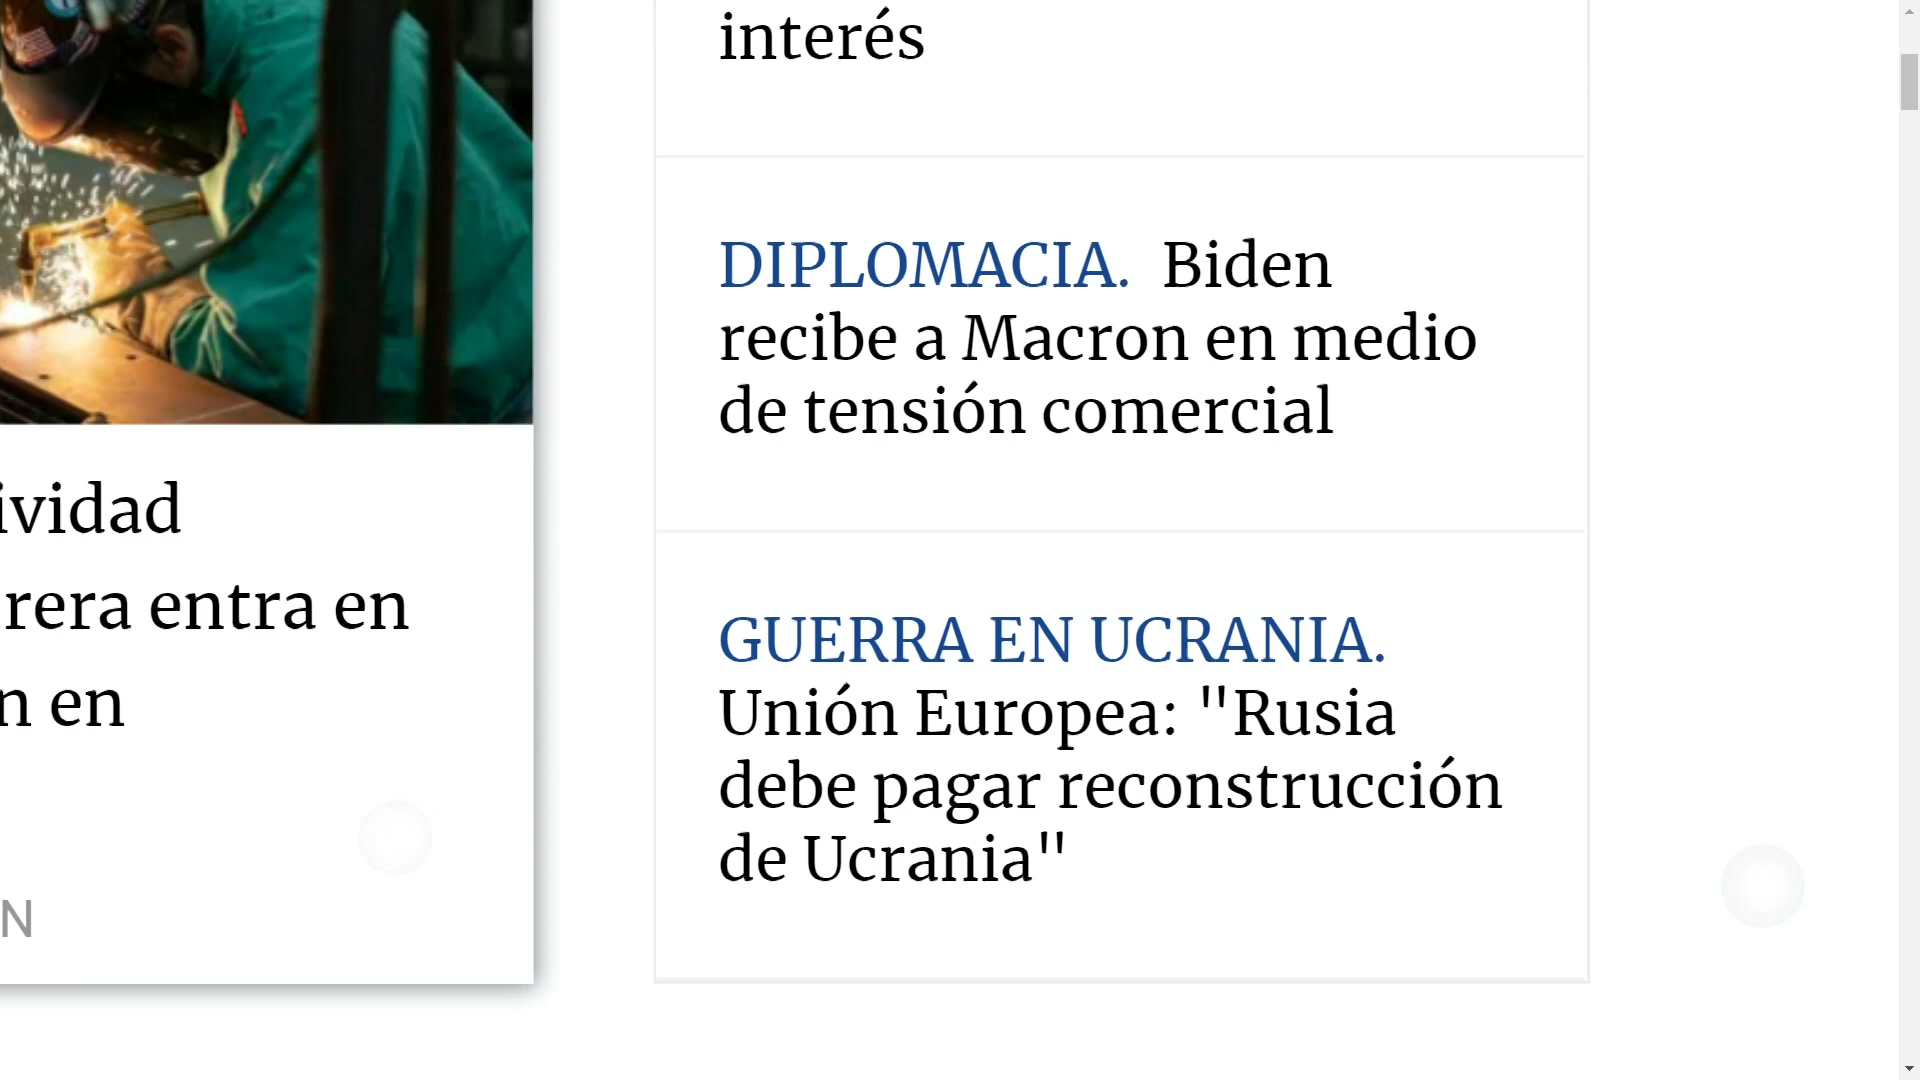 interés
DIPLOMACIA. Biden
recibe a Macron en medio
de tensión comercial
GUERRA EN UCRANIA.
Unión Europea: "Rusia
debe pagar reconstrucción
de Ucrania"
ividad
rera entra en
n en
N